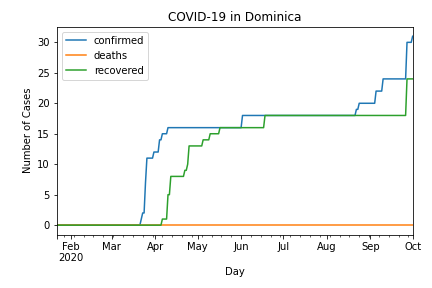 COVID-19 in Dominica
confirmed
deaths
recovered
Number of Cases
30
25
20
15
10
5
0
Feb Mar Apr May Jun Jul Aug Sep Oct
2020
Day